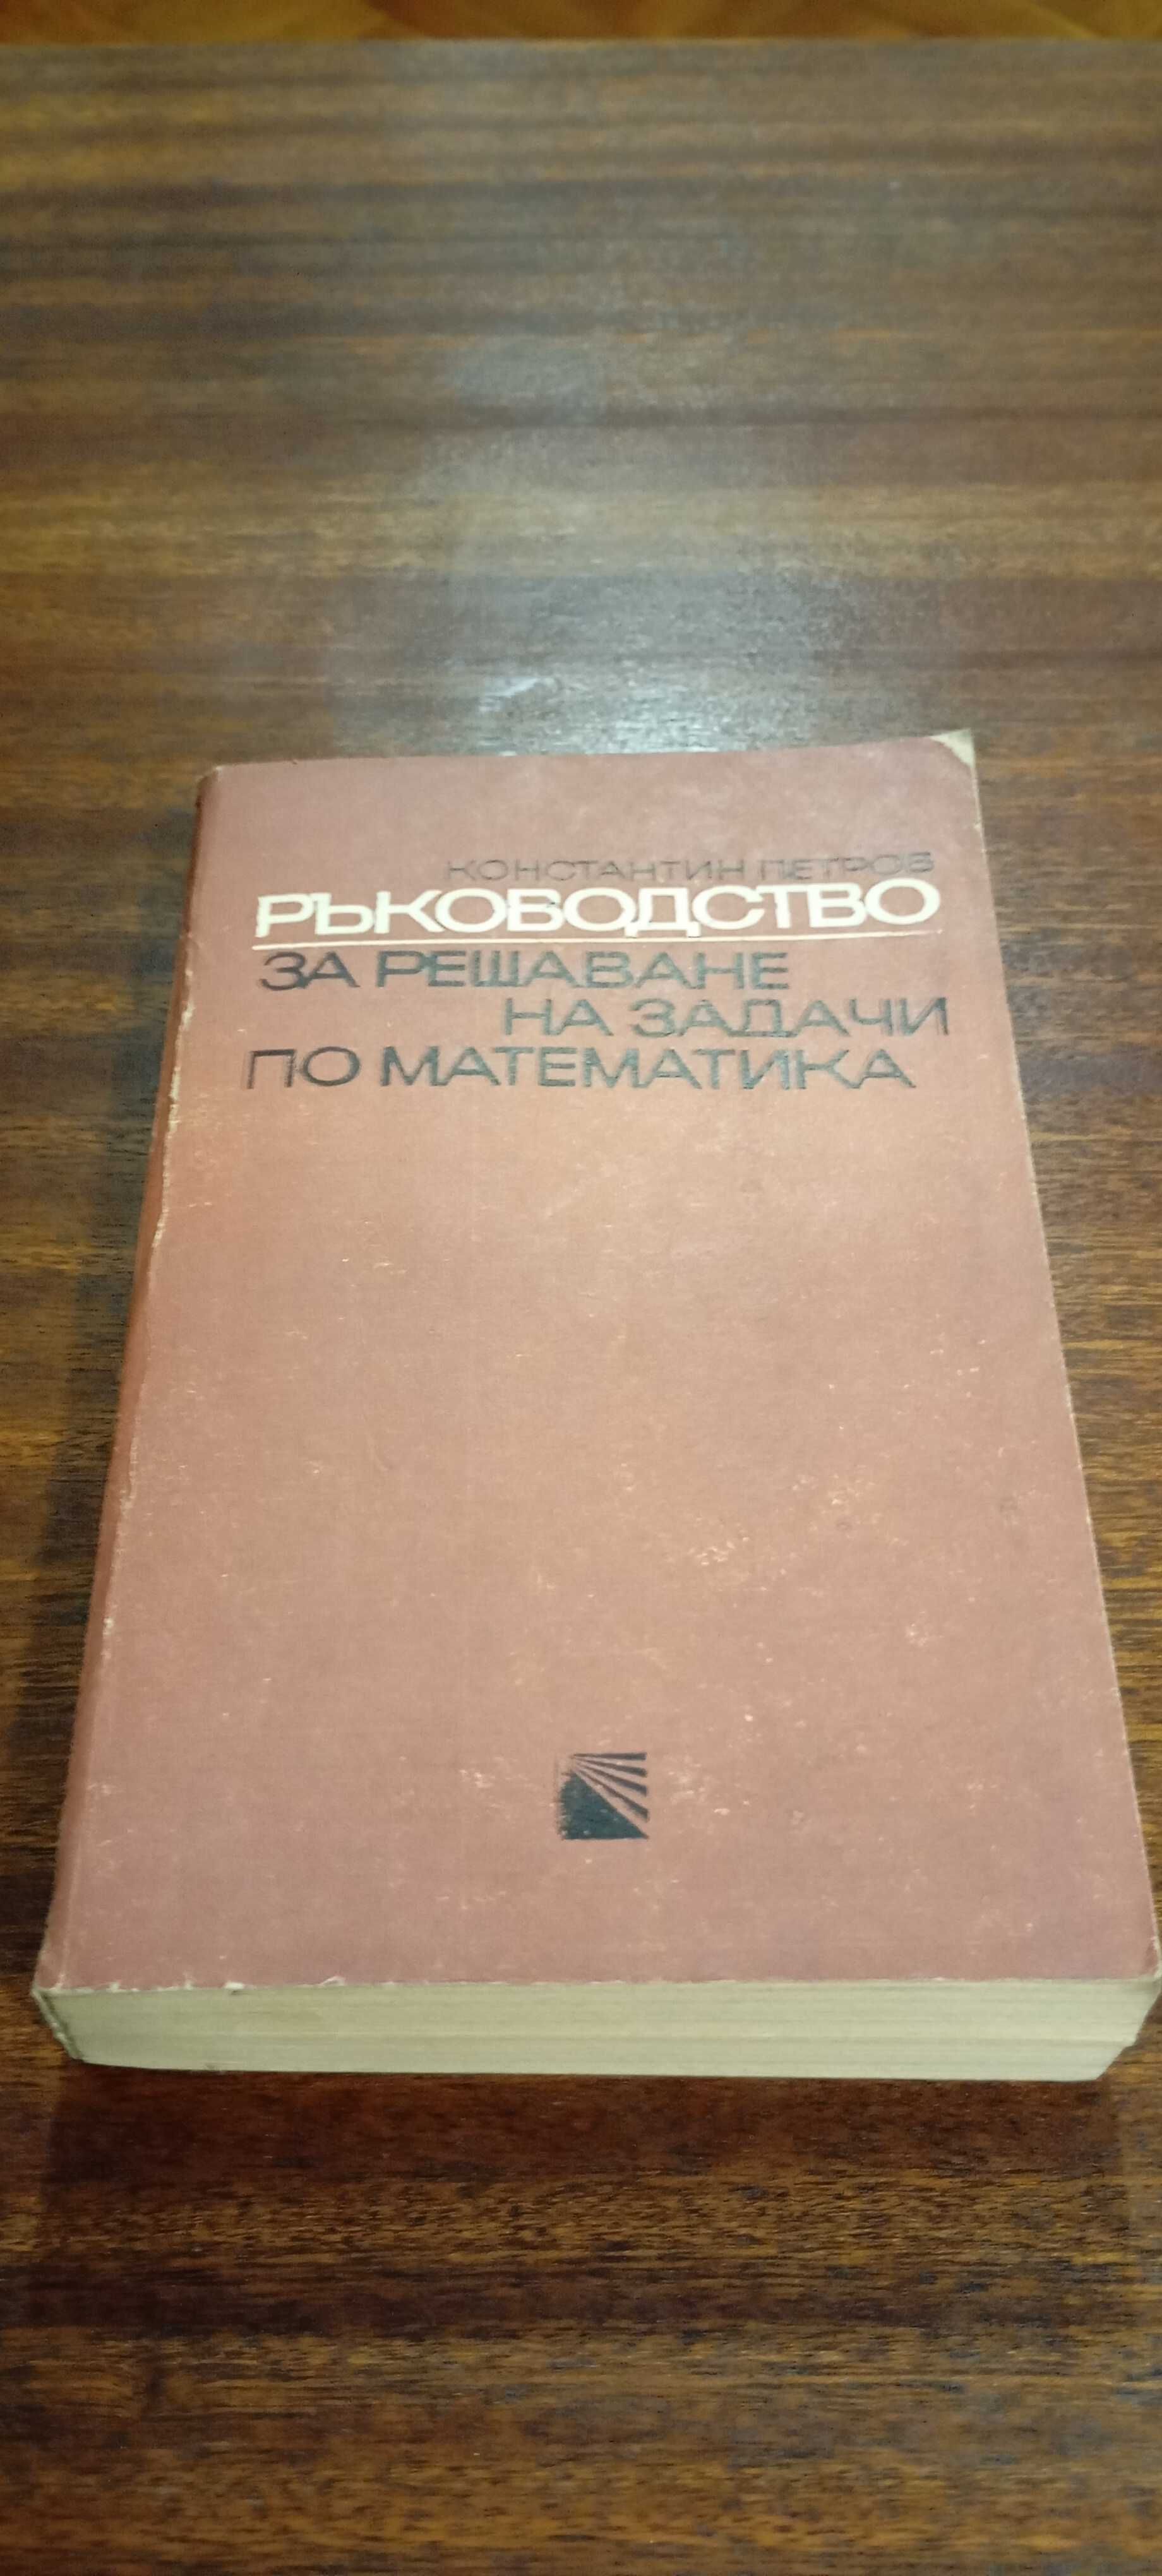 КОНСТАНТИН ПЕТРОВ
РЪКОВОДСТВО
ЗА РЕШАВАНЕ
НА ЗАДАЧИ
ПО МАТЕМАТИКА